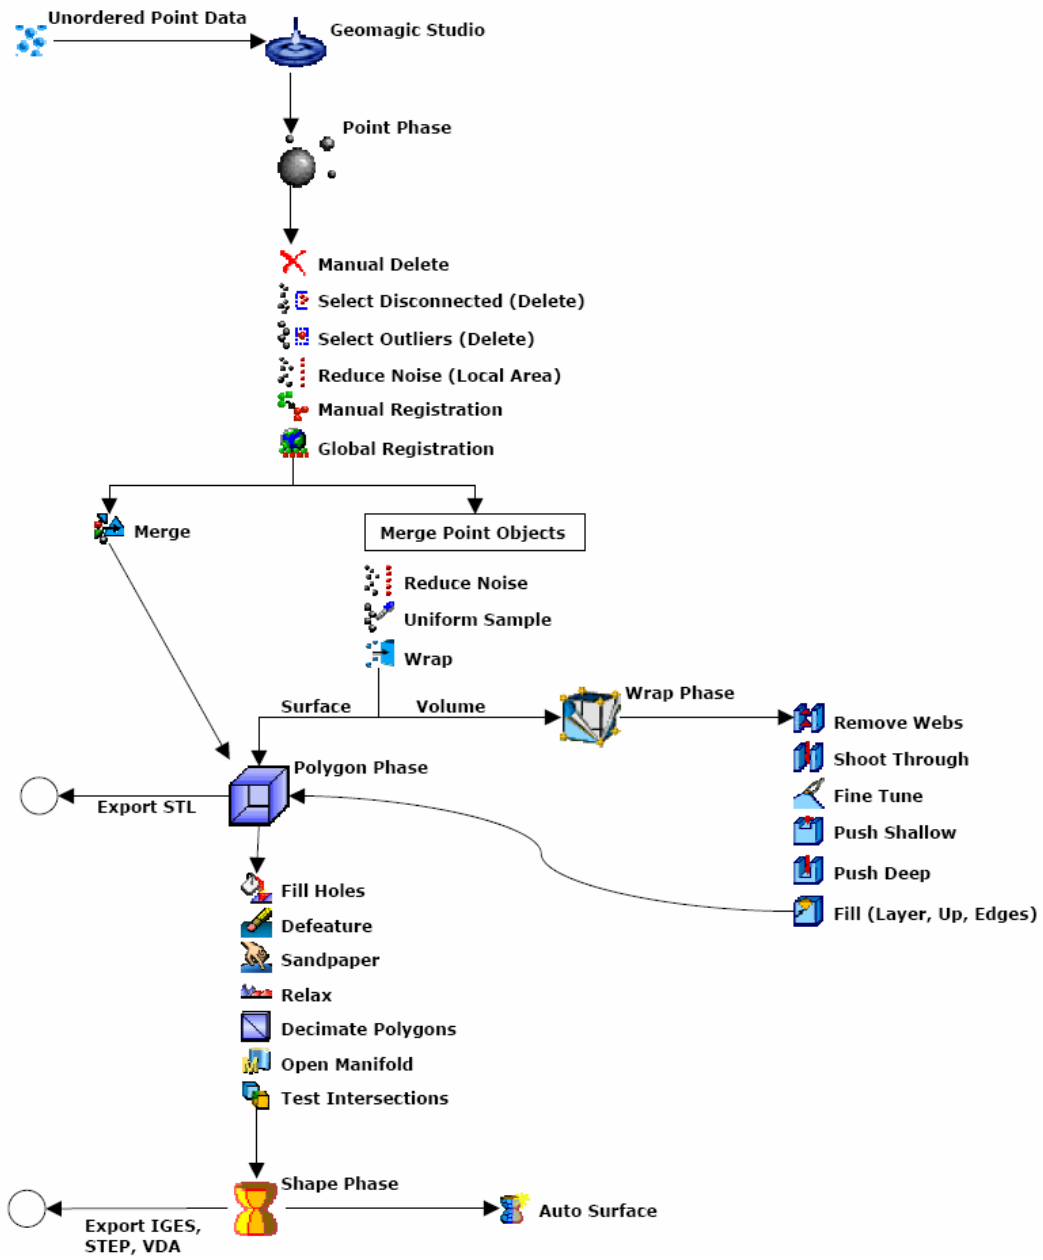 Unordered Point Data
Geomagic Studio
Point Phase
Manual Delete
Select Disconnected (Delete)
Select Outliers (Delete)
Reduce Noise (Local Area)
Manual Registration
Global Registration
Merge
Merge Point Objects
Reduce Noise
Uniform Sample
Wrap
Surface
Volume
Wrap Phase
Remove Webs
Shoot Through
Fine Tune
Push Shallow
Push Deep
Fill (Layer, Up, Edges)
Polygon Phase
Export STL
Fill Holes
Defeature
Sandpaper
Relax
Decimate Polygons
M
Open Manifold
Test Intersections
Shape Phase
Export IGES,
STEP, VDA
Auto Surface